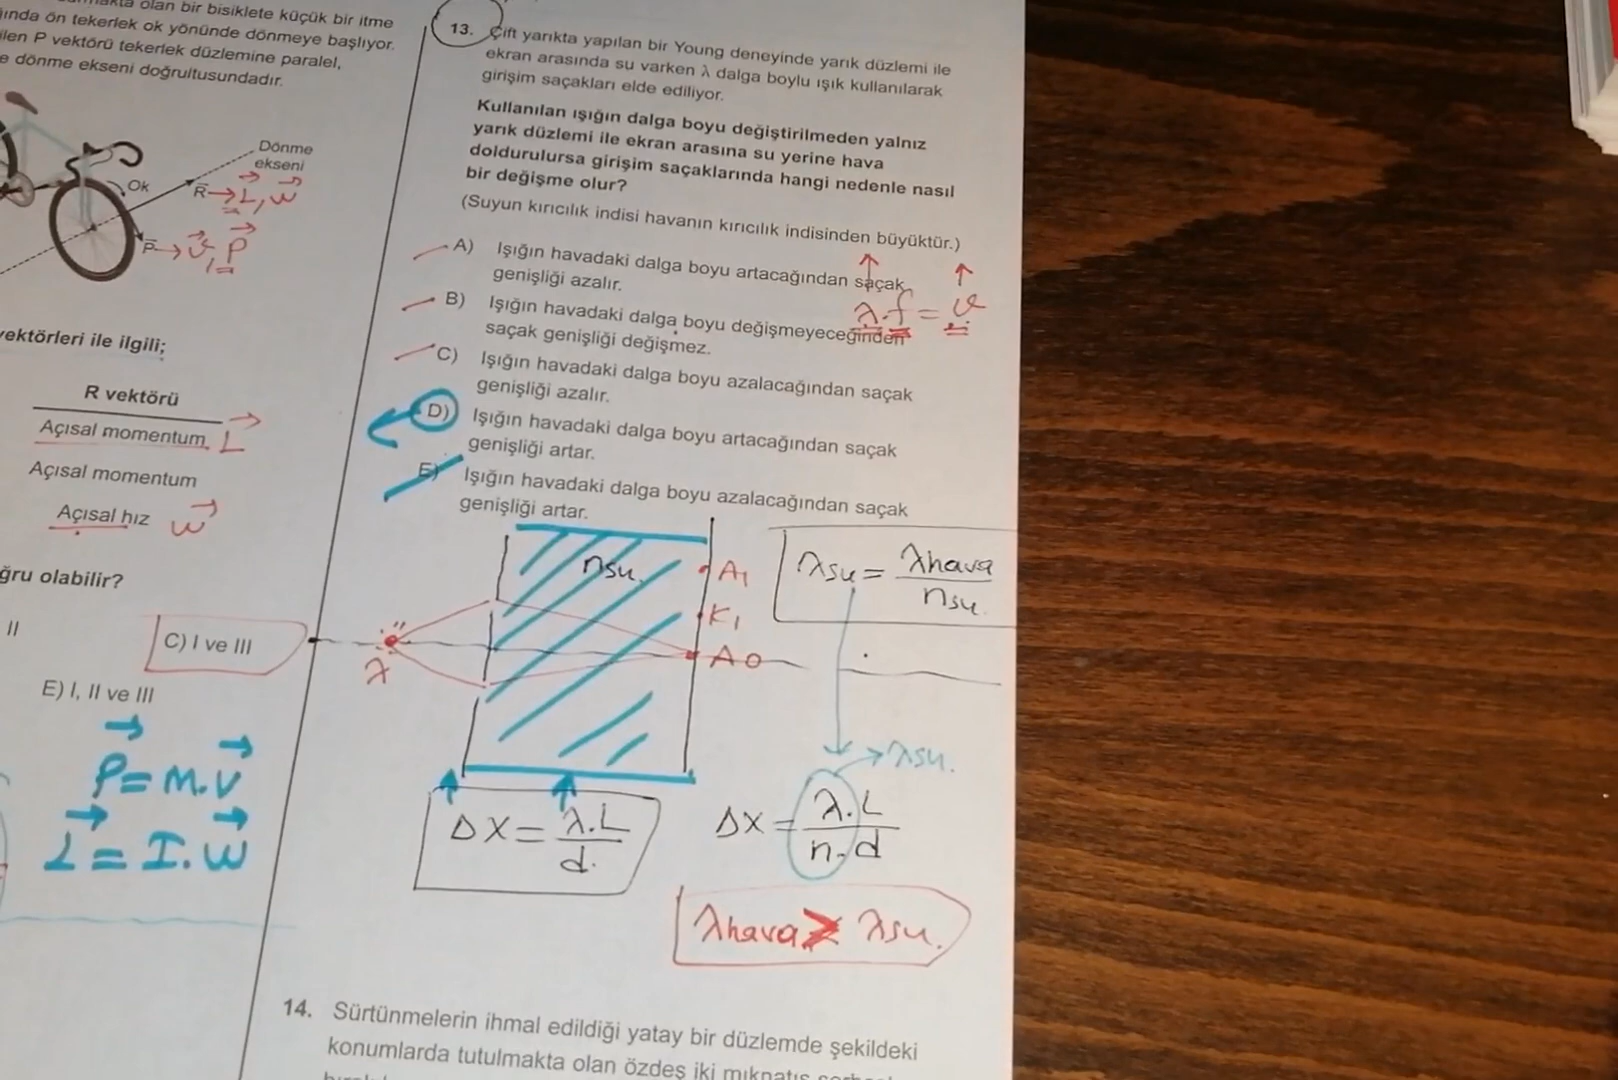 olan bir bisiklete küçük bir itme
ön tekerlek ok yönünde dönmeye başlıyor.
P vektörü tekerlek düzlemine paralel,
dönme ekseni doğrultusundadır.
Dönme
ekseni
Ok
R → L, w
P → v, P
vektörleri ile ilgili;
R vektörü
Açısal momentum L
Açısal momentum
Açısal hız w
olabilir?
II
C) I ve III
E) I, II ve III
P = m.v
L = I.w
13. Çift yarıkta yapılan bir Young deneyinde yarık düzlemi ile
ekran arasında su varken λ dalga boylu ışık kullanılarak
girişim saçakları elde ediliyor.
Kullanılan ışığın dalga boyu değiştirilmeden yalnız
yarık düzlemi ile ekran arasına su yerine hava
doldurulursa girişim saçaklarında hangi nedenle nasıl
bir değişme olur?
(Suyun kırıcılık indisi havanın kırıcılık indisinden büyüktür.)
A) Işığın havadaki dalga boyu artacağından saçak
genişliği azalır.
λ.f = v
B) Işığın havadaki dalga boyu değişmeyeceğinden
saçak genişliği değişmez.
C) Işığın havadaki dalga boyu azalacağından saçak
genişliği azalır.
D) Işığın havadaki dalga boyu artacağından saçak
genişliği artar.
E) Işığın havadaki dalga boyu azalacağından saçak
genişliği artar.
nsu.
A1
K1
A0
λ
λsu = λhava / nsu.
λsu.
ΔX = λ.L / d.
ΔX = λ.L / n.d
λhava > λsu.
14. Sürtünmelerin ihmal edildiği yatay bir düzlemde şekildeki
konumlarda tutulmakta olan özdeş iki mıknatıs